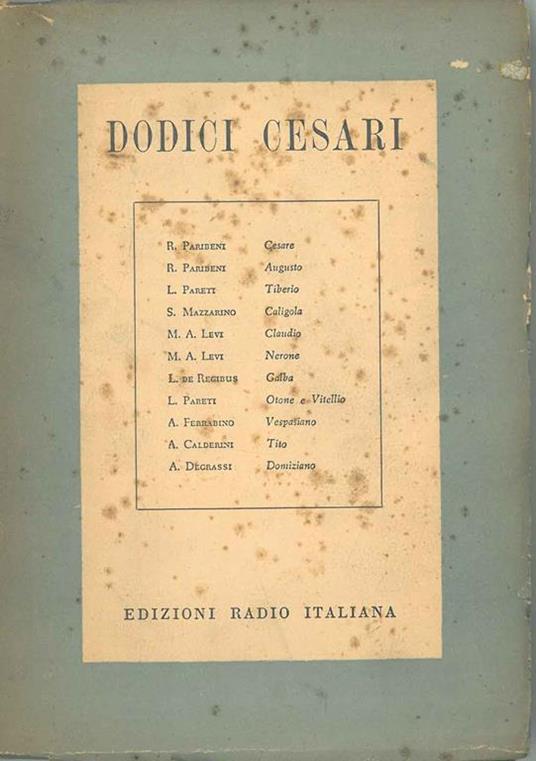 DODICI CESARI
R. PARIBENI Cesare
R. PARIBENI Augusto
L. PARETI Tiberio
S. MAZZARINO Caligola
M. A. LEVI Claudio
M. A. LEVI Nerone
L. DE REGIBUS Galba
L. PARETI Otone e Vitellio
A. FERRABINO Vespasiano
A. CALDERINI Tito
A. DEGRASSI Domiziano
EDIZIONI RADIO ITALIANA